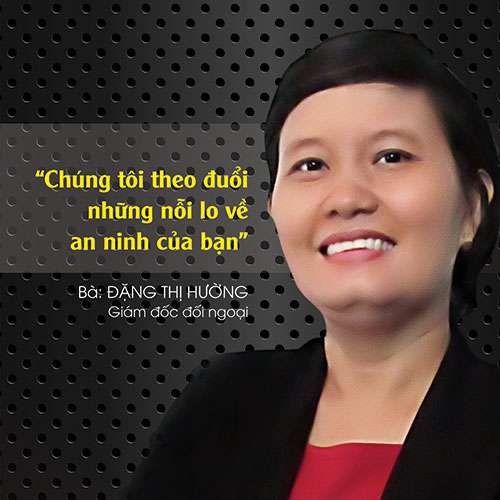 “Chúng tôi theo đuổi
những nỗi lo về
an ninh của bạn”
Bà: ĐẶNG THỊ HƯỜNG
Giám đốc đối ngoại